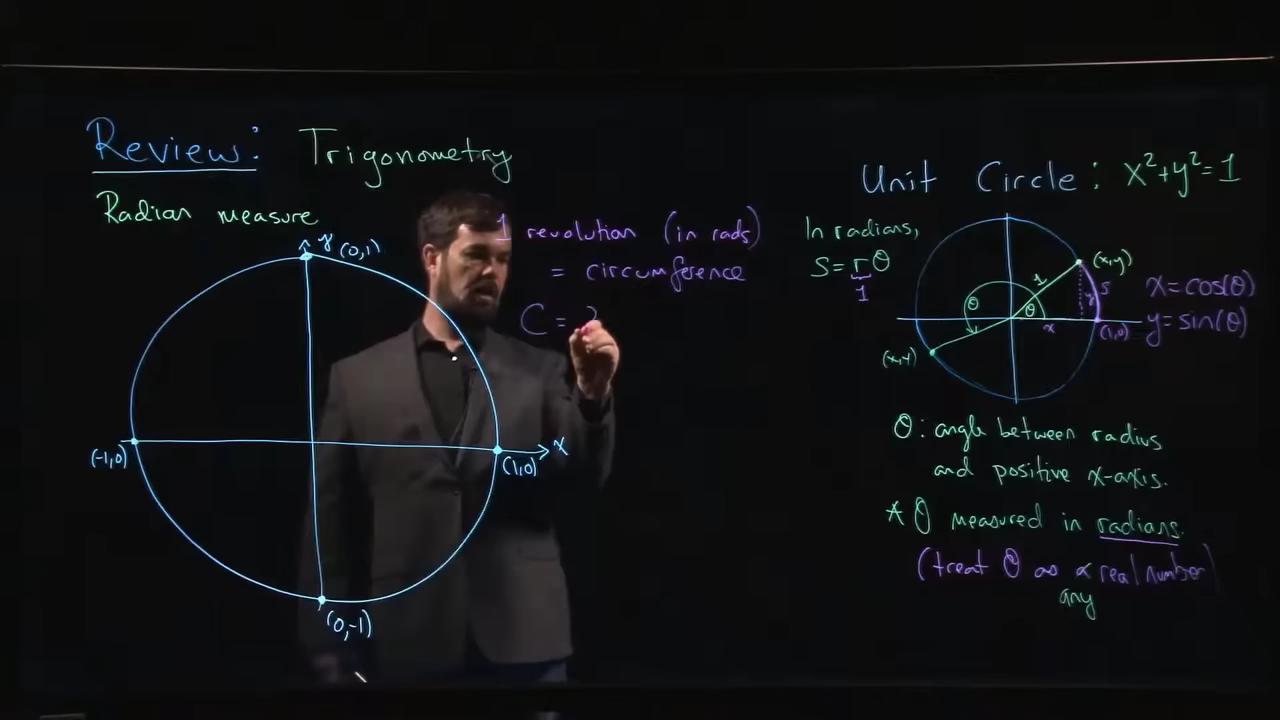 Review: Trigonometry
Radian measure
y (0,1)
(-1,0)
x
(1,0)
(0,-1)
1 revolution (in rads)
= circumference
C = 2
Unit Circle: x²+y²=1
In radians,
S = rθ
1
(x,y)
1
S
θ
θ
y
x
(1,0)
(x,y)
x = cos(θ)
y = sin(θ)
θ: angle between radius
and positive x-axis.
* θ measured in radians.
(treat θ as a real number)
any